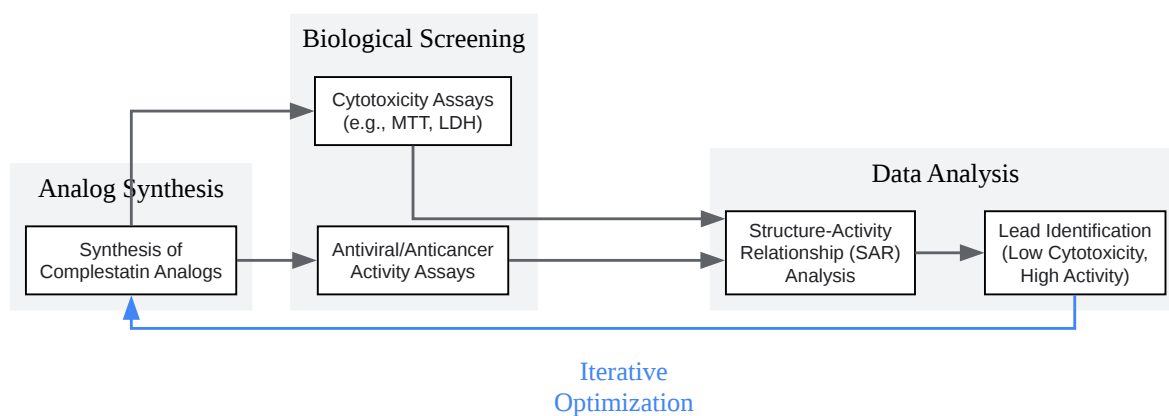 Biological Screening
Cytotoxicity Assays
(e.g., MTT, LDH)
Analog Synthesis
Data Analysis
Synthesis of
Complestatin Analogs
Antiviral/Anticancer
Activity Assays
Structure-Activity
Relationship (SAR)
Analysis
Lead Identification
(Low Cytotoxicity,
High Activity)
Iterative
Optimization